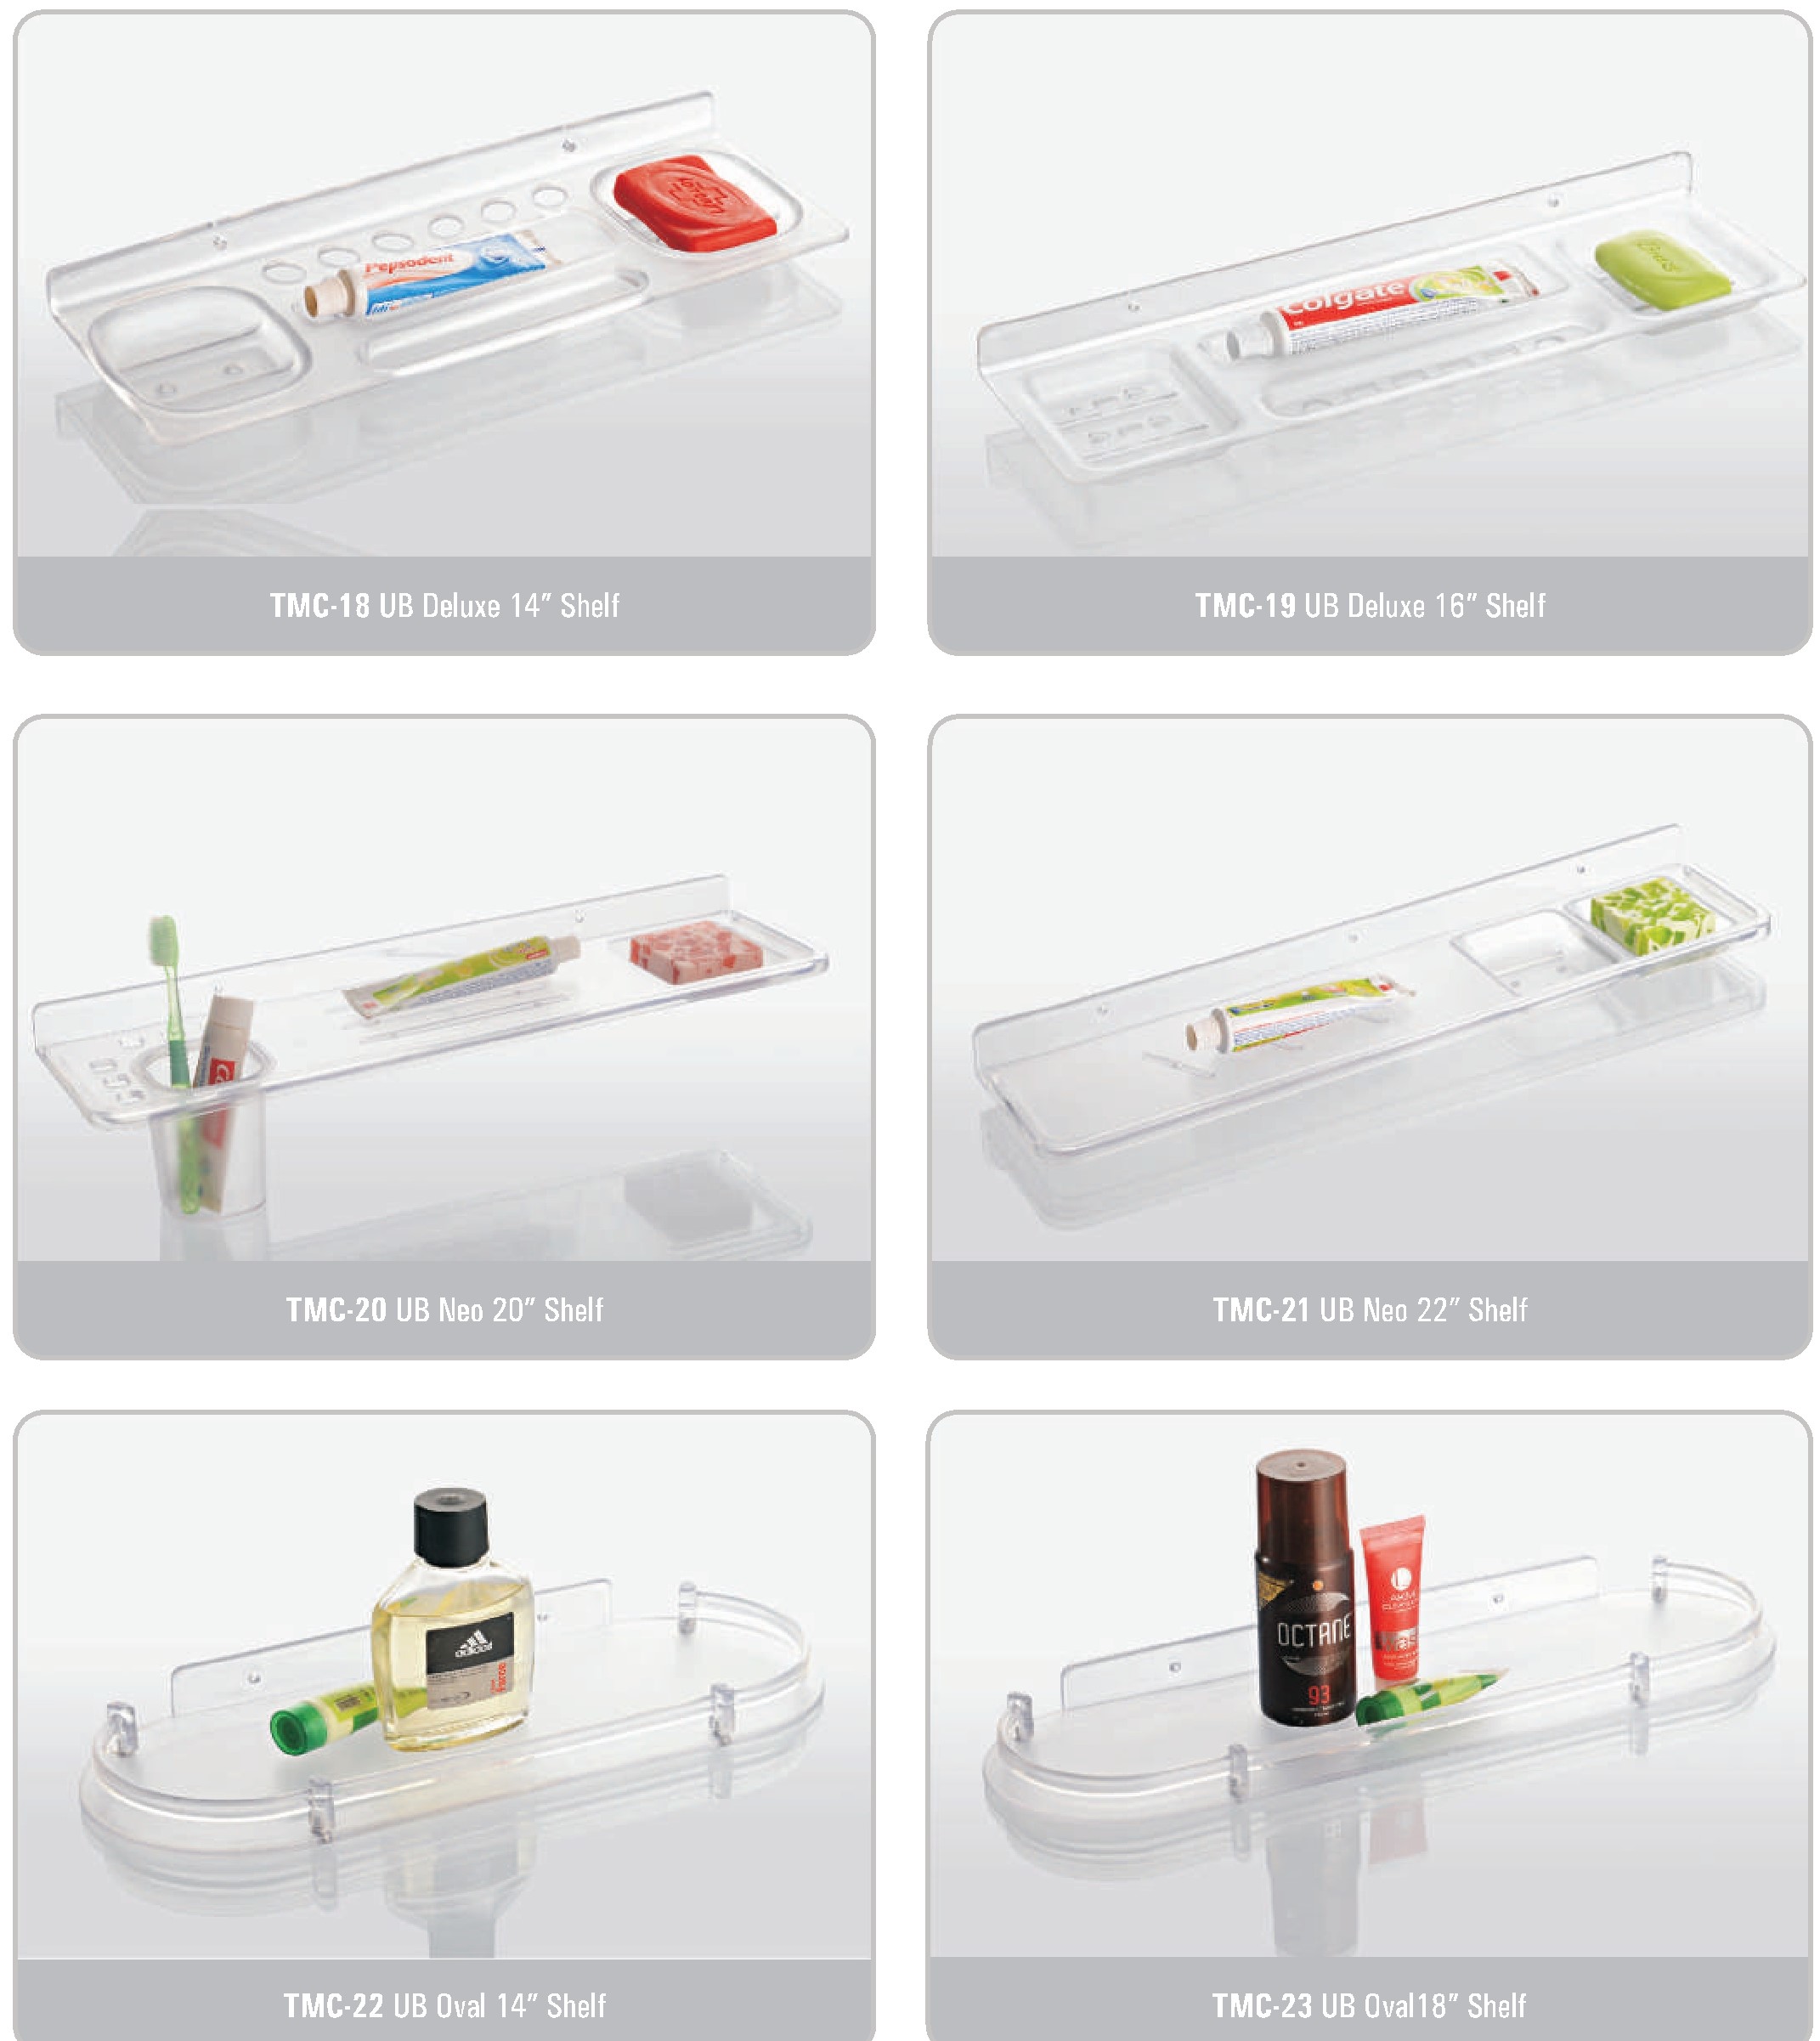 Lifebuoy
Pepsodent
TMC-18 UB Deluxe 14” Shelf
Colgate
TMC-19 UB Deluxe 16” Shelf
TMC-20 UB Neo 20” Shelf
TMC-21 UB Neo 22” Shelf
adidas
TMC-22 UB Oval 14” Shelf
OCTANE
93
TMC-23 UB Oval18” Shelf